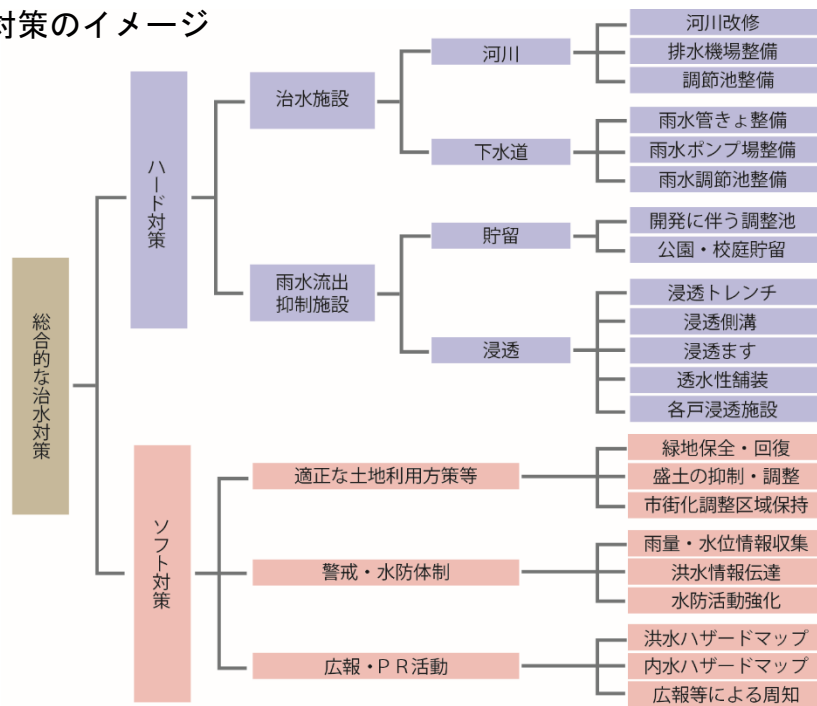 対策のイメージ
総合的な治水対策
ハード対策
治水施設
河川
河川改修
排水機場整備
調節池整備
下水道
雨水管きょ整備
雨水ポンプ場整備
雨水調節池整備
雨水流出
抑制施設
貯留
開発に伴う調整池
公園・校庭貯留
浸透
浸透トレンチ
浸透側溝
浸透ます
透水性舗装
各戸浸透施設
ソフト対策
適正な土地利用方策等
緑地保全・回復
盛土の抑制・調整
市街化調整区域保持
警戒・水防体制
雨量・水位情報収集
洪水情報伝達
水防活動強化
広報・ＰＲ活動
洪水ハザードマップ
内水ハザードマップ
広報等による周知